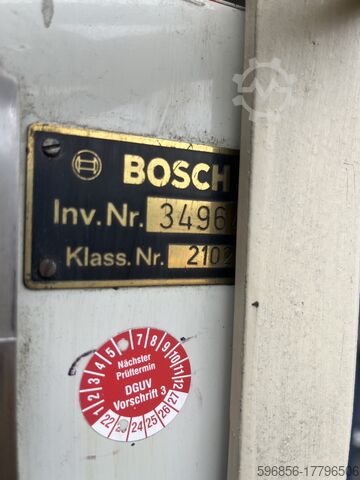 BOSCH
Inv.Nr. 3496
Klass.Nr. 2102
1 2 3 4 5 6 7 8 9 10 11 12
Nächster
Prüftermin
DGUV
Vorschrift 3
22 24 25 26 27
596856-17796506